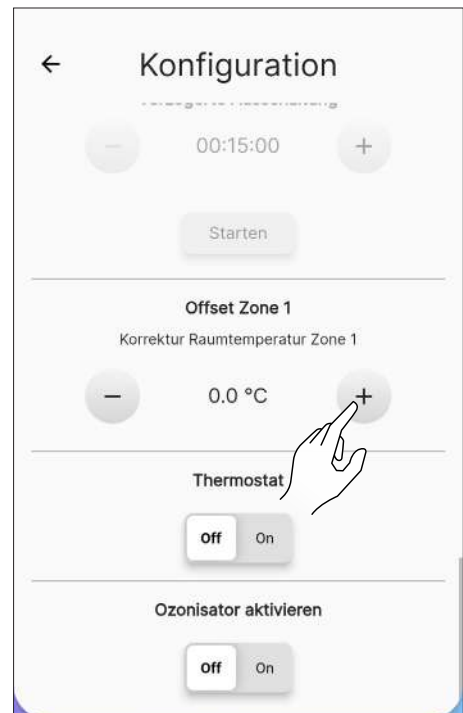 ← Konfiguration
− 00:15:00 +
Starten
Offset Zone 1
Korrektur Raumtemperatur Zone 1
− 0.0 °C +
Thermostat
Off On
Ozonisator aktivieren
Off On